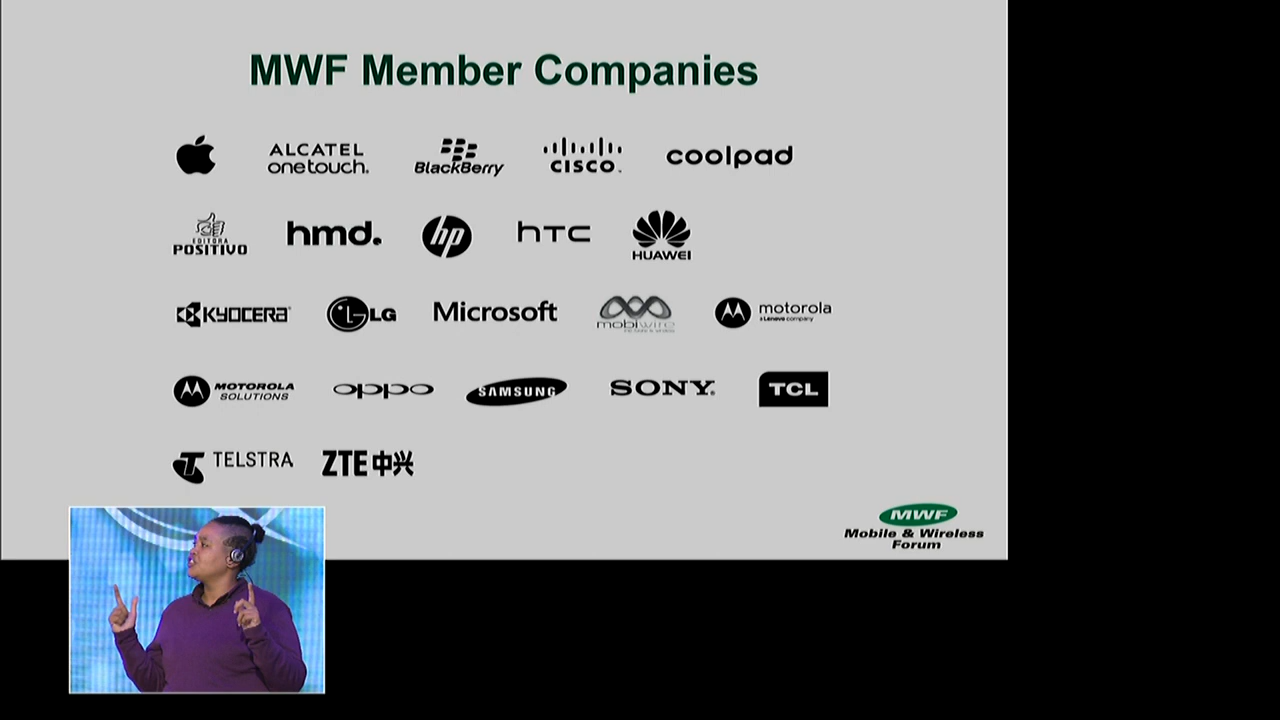 MWF Member Companies
ALCATEL
onetouch.
BlackBerry
CISCO
coolpad
EDITORA
POSITIVO
hmd.
hp
hTC
HUAWEI
KYOCERA
LG
Microsoft
mobiwire
motorola
a Lenovo company
MOTOROLA
SOLUTIONS
oppo
SAMSUNG
SONY
TCL
TELSTRA
ZTE中兴
MWF
Mobile & Wireless
Forum